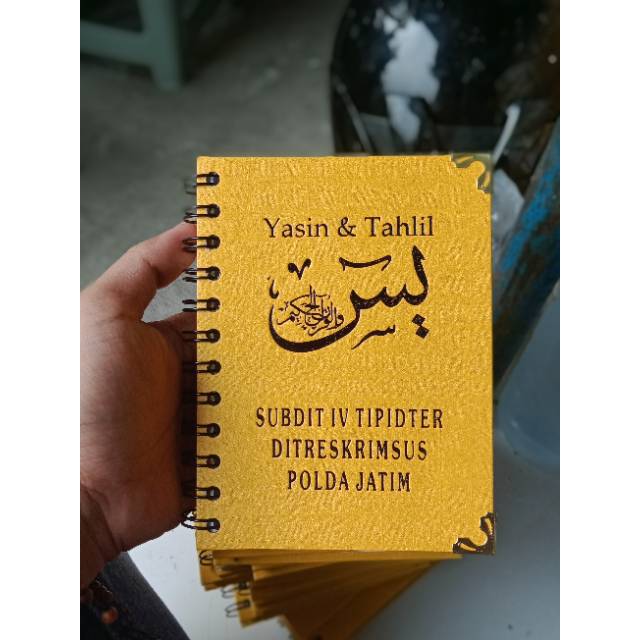 Yasin & Tahlil
يس
والقرآن الحكيم
SUBDIT IV TIPIDTER
DITRESKRIMSUS
POLDA JATIM